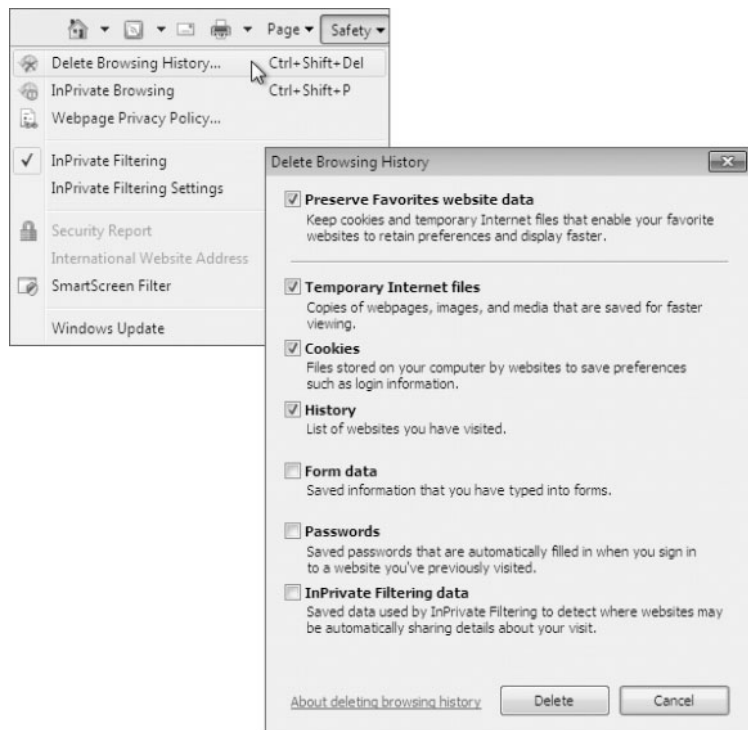 Page Safety
Delete Browsing History... Ctrl+Shift+Del
InPrivate Browsing Ctrl+Shift+P
Webpage Privacy Policy...
InPrivate Filtering
InPrivate Filtering Settings
Security Report
International Website Address
SmartScreen Filter
Windows Update
Delete Browsing History
Preserve Favorites website data
Keep cookies and temporary Internet files that enable your favorite
websites to retain preferences and display faster.
Temporary Internet files
Copies of webpages, images, and media that are saved for faster
viewing.
Cookies
Files stored on your computer by websites to save preferences
such as login information.
History
List of websites you have visited.
Form data
Saved information that you have typed into forms.
Passwords
Saved passwords that are automatically filled in when you sign in
to a website you've previously visited.
InPrivate Filtering data
Saved data used by InPrivate Filtering to detect where websites may
be automatically sharing details about your visit.
About deleting browsing history Delete Cancel